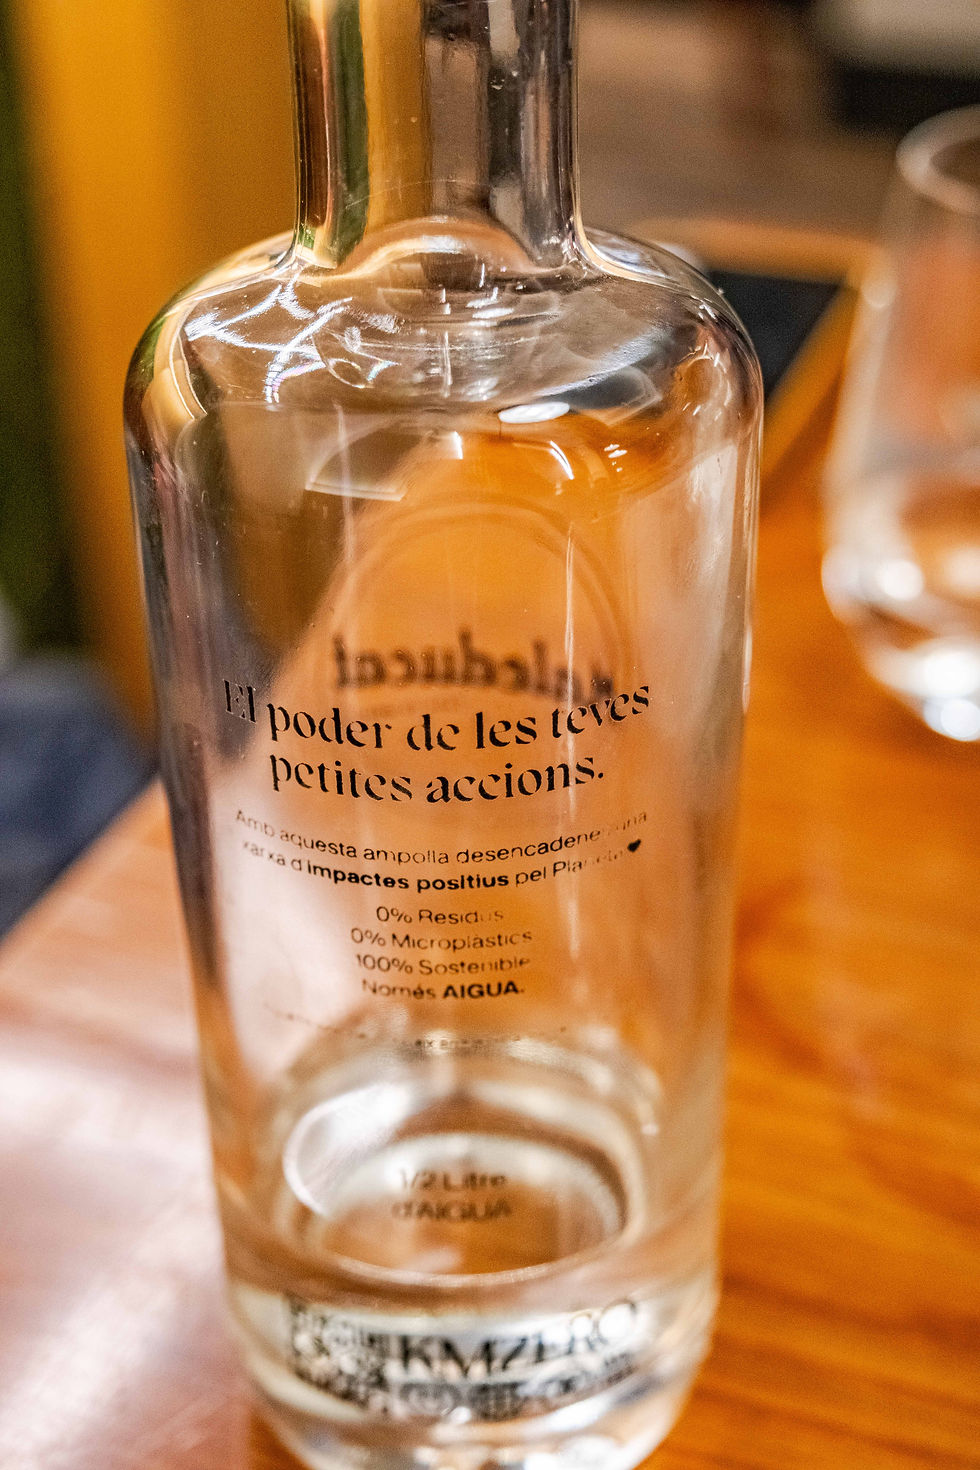 Maleducat
El poder de les teves
petites accions.
Amb aquesta ampolla desencadenes una
xarxa d'impactes positius pel Planeta ♥
0% Residus
0% Microplàstics
100% Sostenible
Només AIGUA.
1/2 Litre
d'AIGUA
KMZERO